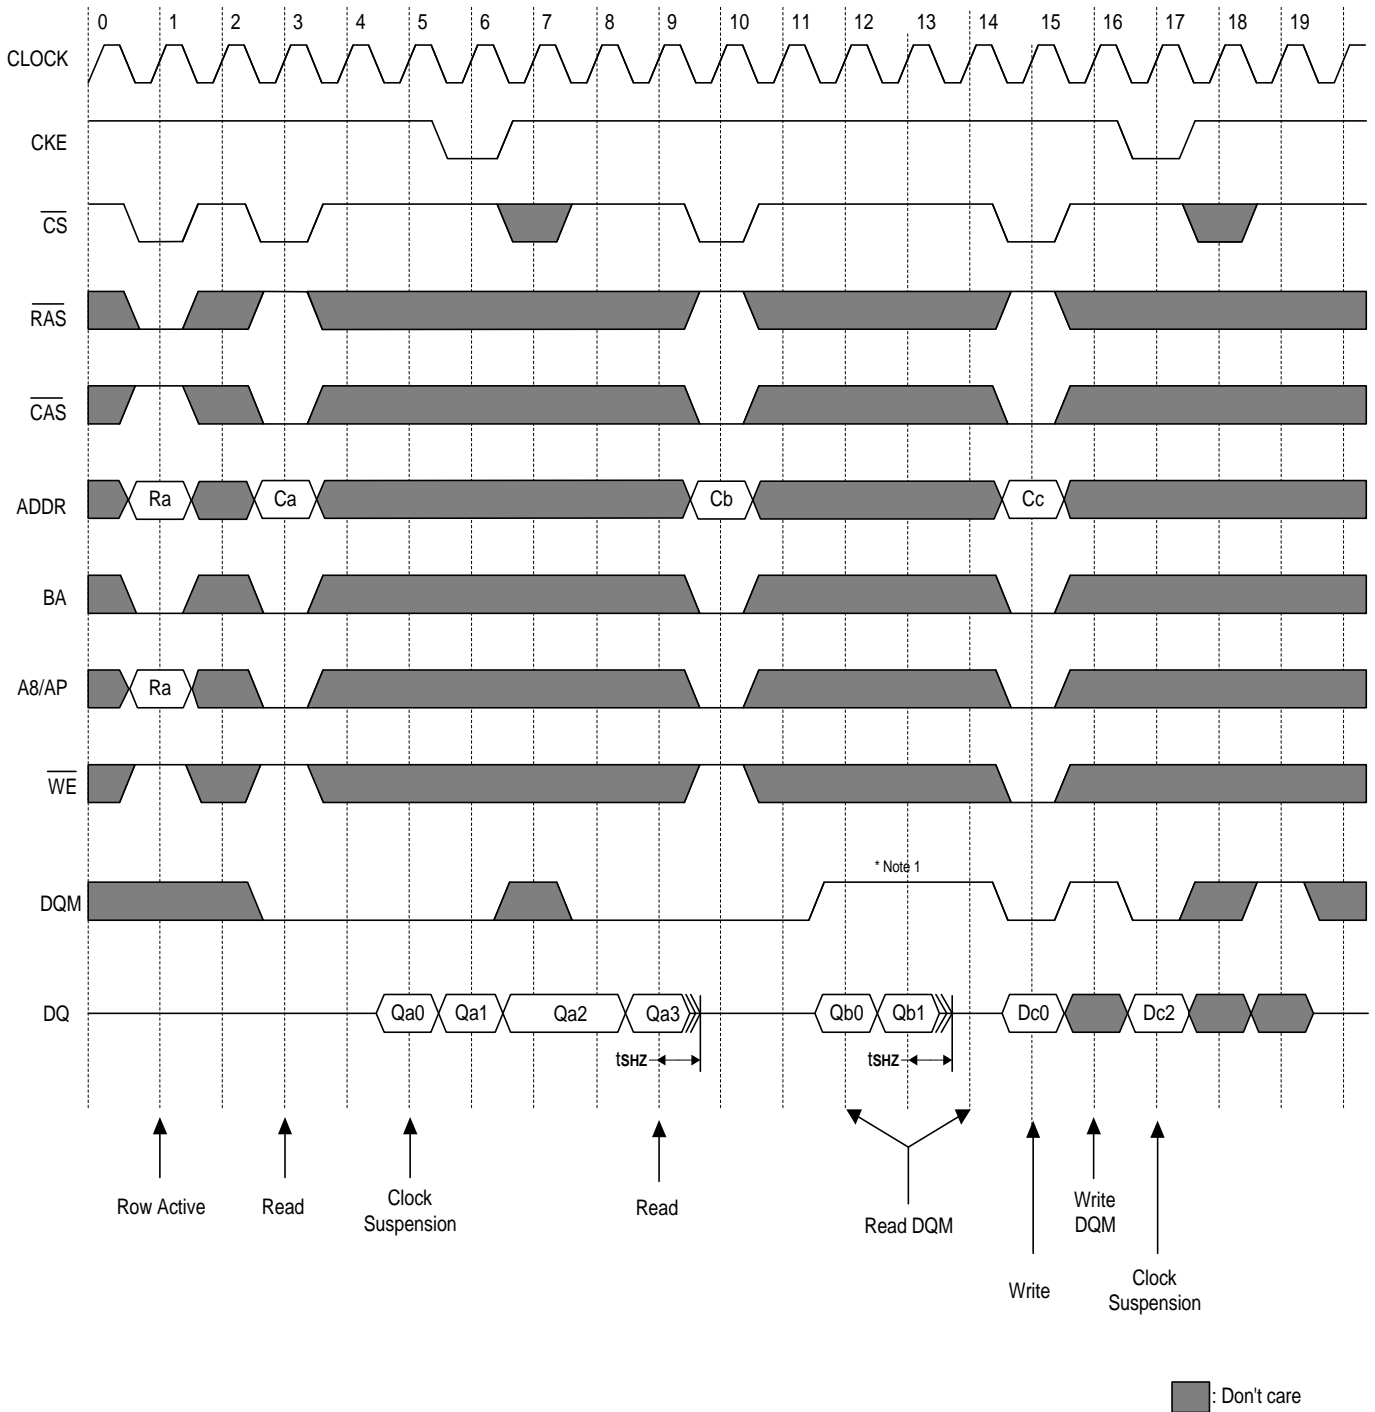 0 1 2 3 4 5 6 7 8 9 10 11 12 13 14 15 16 17 18 19
CLOCK
CKE
CS
RAS
CAS
ADDR Ra Ca Cb Cc
BA
A8/AP Ra
WE
* Note 1
DQM
DQ Qa0 Qa1 Qa2 Qa3 Qb0 Qb1 Dc0 Dc2
tSHZ tSHZ
Row Active
Read
Clock
Suspension
Read
Read DQM
Write
DQM
Write
Clock
Suspension
: Don't care